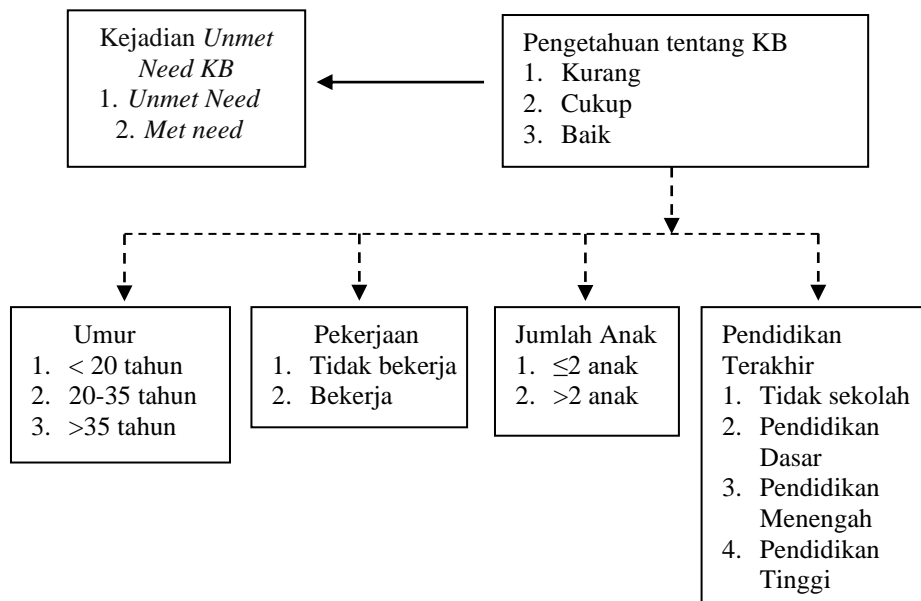 Kejadian Unmet
Need KB
1. Unmet Need
2. Met need
Pengetahuan tentang KB
1. Kurang
2. Cukup
3. Baik
Umur
1. < 20 tahun
2. 20-35 tahun
3. >35 tahun
Pekerjaan
1. Tidak bekerja
2. Bekerja
Jumlah Anak
1. ≤2 anak
2. >2 anak
Pendidikan
Terakhir
1. Tidak sekolah
2. Pendidikan
Dasar
3. Pendidikan
Menengah
4. Pendidikan
Tinggi